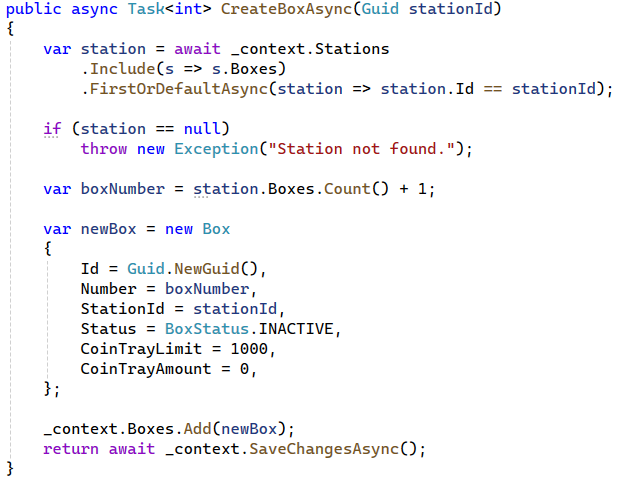 public async Task<int> CreateBoxAsync(Guid stationId)
{
    var station = await _context.Stations
        .Include(s => s.Boxes)
        .FirstOrDefaultAsync(station => station.Id == stationId);

    if (station == null)
        throw new Exception("Station not found.");

    var boxNumber = station.Boxes.Count() + 1;

    var newBox = new Box
    {
        Id = Guid.NewGuid(),
        Number = boxNumber,
        StationId = stationId,
        Status = BoxStatus.INACTIVE,
        CoinTrayLimit = 1000,
        CoinTrayAmount = 0,
    };

    _context.Boxes.Add(newBox);
    return await _context.SaveChangesAsync();
}